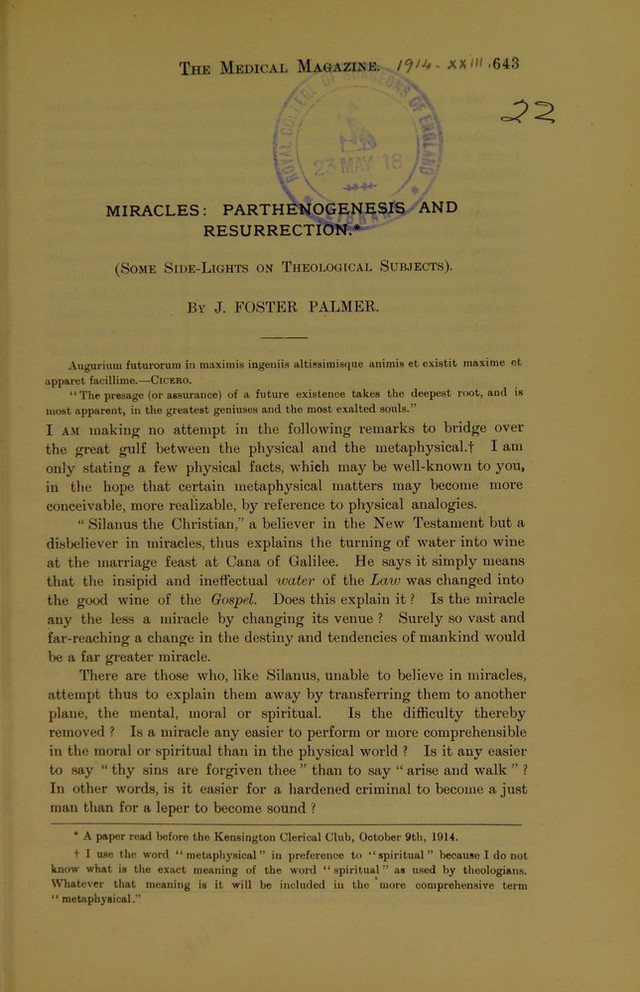 THE MEDICAL MAGAZINE. 1914. XXIII. 643
22
ROYAL COLLEGE OF SURGEONS OF ENGLAND
23 MAY 18
LIBRARY
MIRACLES: PARTHENOGENESIS AND
RESURRECTION.*
(SOME SIDE-LIGHTS ON THEOLOGICAL SUBJECTS).
BY J. FOSTER PALMER.
Augurium futurorum in maximis ingeniis altissimisque animis et existit maxime et
apparet facillime.—CICERO.
"The presage (or assurance) of a future existence takes the deepest root, and is
most apparent, in the greatest geniuses and the most exalted souls."
I AM making no attempt in the following remarks to bridge over
the great gulf between the physical and the metaphysical.† I am
only stating a few physical facts, which may be well-known to you,
in the hope that certain metaphysical matters may become more
conceivable, more realizable, by reference to physical analogies.
" Silanus the Christian," a believer in the New Testament but a
disbeliever in miracles, thus explains the turning of water into wine
at the marriage feast at Cana of Galilee. He says it simply means
that the insipid and ineffectual water of the Law was changed into
the good wine of the Gospel. Does this explain it ? Is the miracle
any the less a miracle by changing its venue ? Surely so vast and
far-reaching a change in the destiny and tendencies of mankind would
be a far greater miracle.
There are those who, like Silanus, unable to believe in miracles,
attempt thus to explain them away by transferring them to another
plane, the mental, moral or spiritual. Is the difficulty thereby
removed ? Is a miracle any easier to perform or more comprehensible
in the moral or spiritual than in the physical world ? Is it any easier
to say " thy sins are forgiven thee " than to say " arise and walk " ?
In other words, is it easier for a hardened criminal to become a just
man than for a leper to become sound ?
* A paper read before the Kensington Clerical Club, October 9th, 1914.
† I use the word "metaphysical" in preference to "spiritual" because I do not
know what is the exact meaning of the word "spiritual" as used by theologians.
Whatever that meaning is it will be included in the more comprehensive term
"metaphysical."